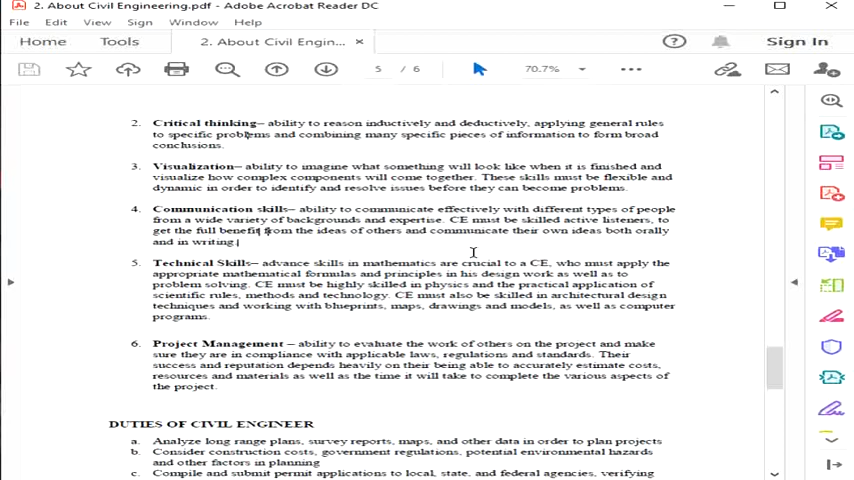 2. About Civil Engineering.pdf - Adobe Acrobat Reader DC
File Edit View Sign Window Help
Home Tools 2. About Civil Engin... × Sign In
5 / 6 70.7%
2. Critical thinking– ability to reason inductively and deductively, applying general rules
to specific problems and combining many specific pieces of information to form broad
conclusions.
3. Visualization– ability to imagine what something will look like when it is finished and
visualize how complex components will come together. These skills must be flexible and
dynamic in order to identify and resolve issues before they can become problems.
4. Communication skills– ability to communicate effectively with different types of people
from a wide variety of backgrounds and expertise. CE must be skilled active listeners, to
get the full benefit from the ideas of others and communicate their own ideas both orally
and in writing.
5. Technical Skills– advance skills in mathematics are crucial to a CE, who must apply the
appropriate mathematical formulas and principles in his design work as well as to
problem solving. CE must be highly skilled in physics and the practical application of
scientific rules, methods and technology. CE must also be skilled in architectural design
techniques and working with blueprints, maps, drawings and models, as well as computer
programs.
6. Project Management – ability to evaluate the work of others on the project and make
sure they are in compliance with applicable laws, regulations and standards. Their
success and reputation depends heavily on their being able to accurately estimate costs,
resources and materials as well as the time it will take to complete the various aspects of
the project.
DUTIES OF CIVIL ENGINEER
a. Analyze long range plans, survey reports, maps, and other data in order to plan projects
b. Consider construction costs, government regulations, potential environmental hazards
and other factors in planning
c. Compile and submit permit applications to local, state, and federal agencies, verifying